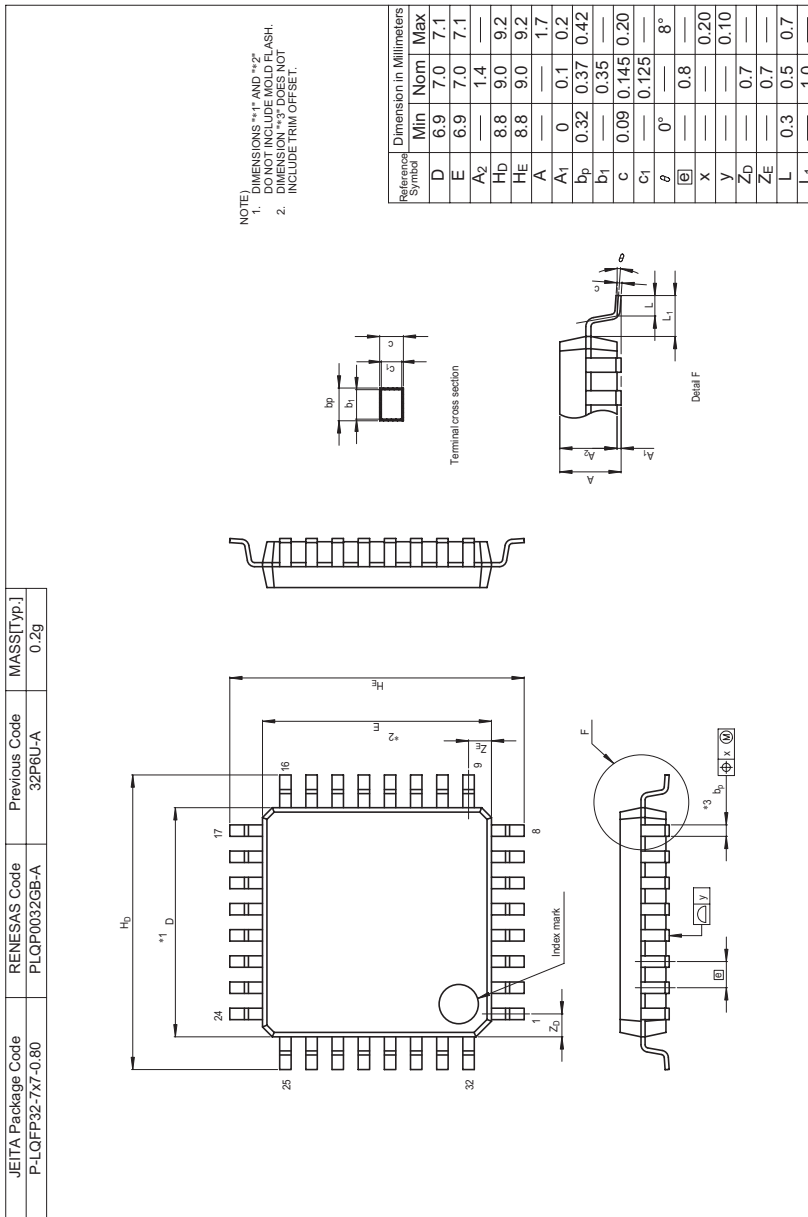 JEITA Package Code RENESAS Code Previous Code MASS[Typ.]
P-LQFP32-7x7-0.80 PLQP0032GB-A 32P6U-A 0.2g
HD
*1 D
24
17
25
16
32
9
1
8
ZD
Index mark
*2 E
HE
ZE
F
e
y
*3 bp
x M
bp
b1
c1
c
Terminal cross section
A
A2
A1
c
θ
L
L1
Detail F
NOTE)
1. DIMENSIONS "*1" AND "*2"
DO NOT INCLUDE MOLD FLASH.
2. DIMENSION "*3" DOES NOT
INCLUDE TRIM OFFSET.
Reference Symbol Dimension in Millimeters
Min Nom Max
D 6.9 7.0 7.1
E 6.9 7.0 7.1
A2 — 1.4 —
HD 8.8 9.0 9.2
HE 8.8 9.0 9.2
A — — 1.7
A1 0 0.1 0.2
bp 0.32 0.37 0.42
b1 — 0.35 —
c 0.09 0.145 0.20
c1 — 0.125 —
θ 0° — 8°
e — 0.8 —
x — — 0.20
y — — 0.10
ZD — 0.7 —
ZE — 0.7 —
L 0.3 0.5 0.7
L1 — 1.0 —